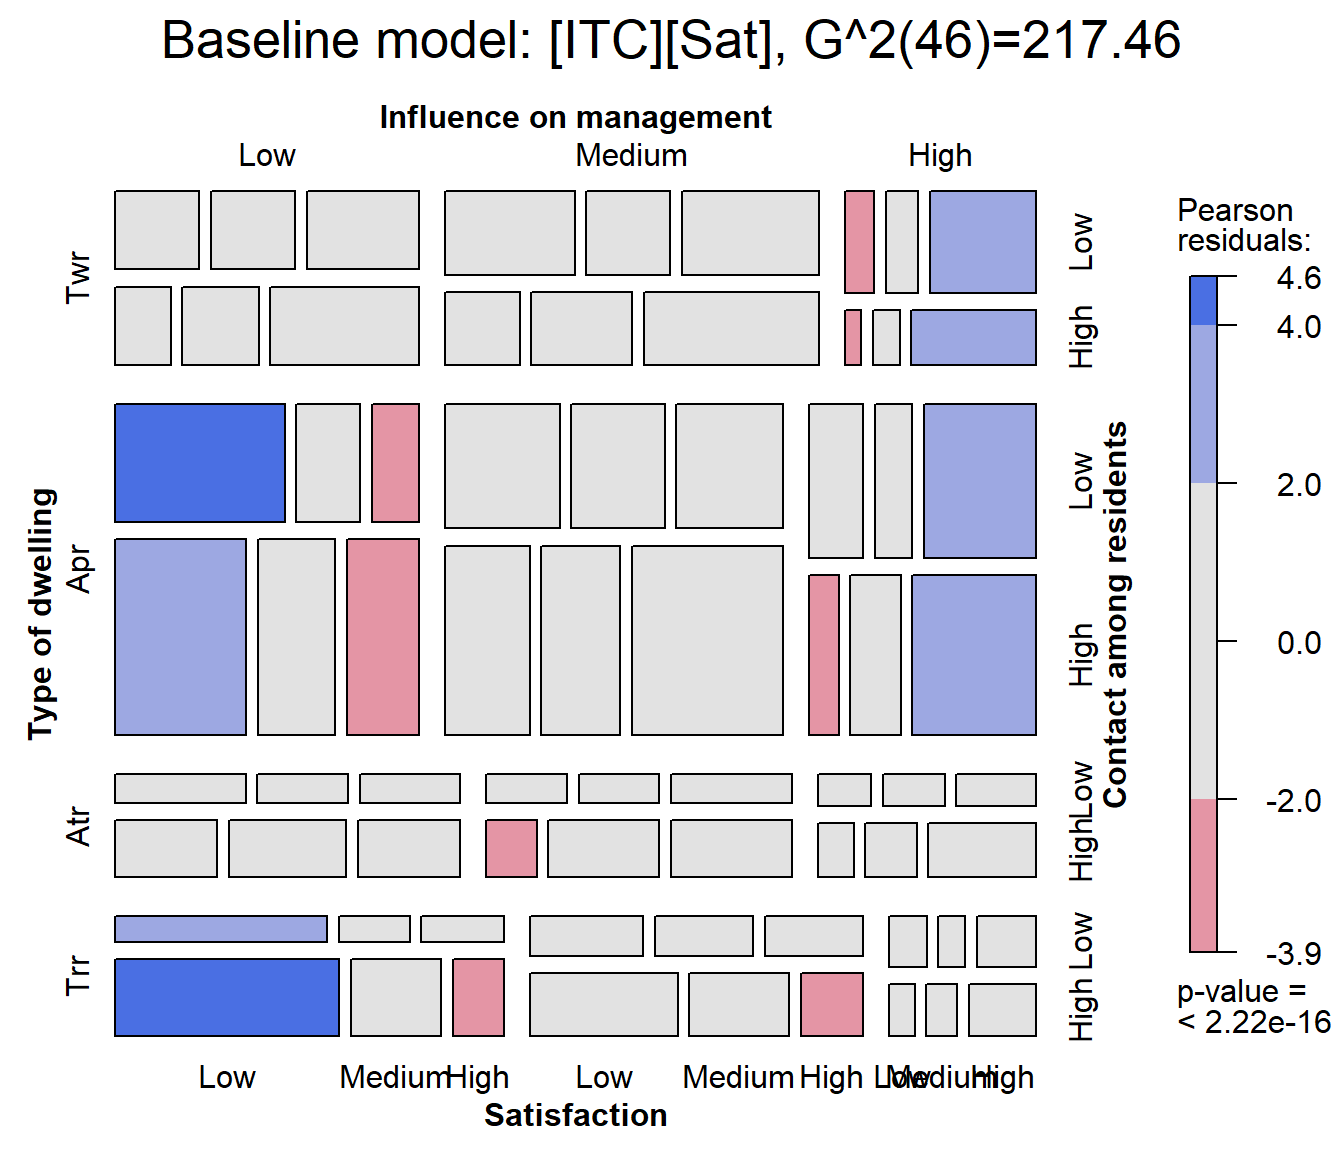 Baseline model: [ITC][Sat], G^2(46)=217.46
Influence on management
Low Medium High
Type of dwelling
Twr
Apr
Atr
Trr
Low
High
Low
High
Low
High
Low
High
Contact among residents
Low Medium High Low Medium High Low Medium High
Satisfaction
Pearson
residuals:
4.6
4.0
2.0
0.0
-2.0
-3.9
p-value =
< 2.22e-16